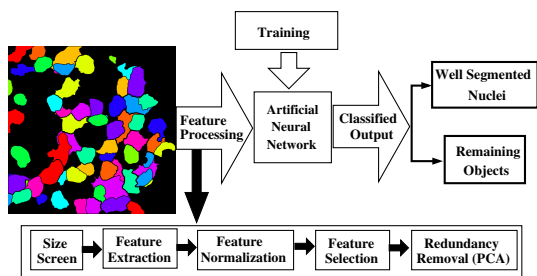 Training
Feature
Processing
Artificial
Neural
Network
Classified
Output
Well Segmented
Nuclei
Remaining
Objects
Size
Screen
Feature
Extraction
Feature
Normalization
Feature
Selection
Redundancy
Removal (PCA)